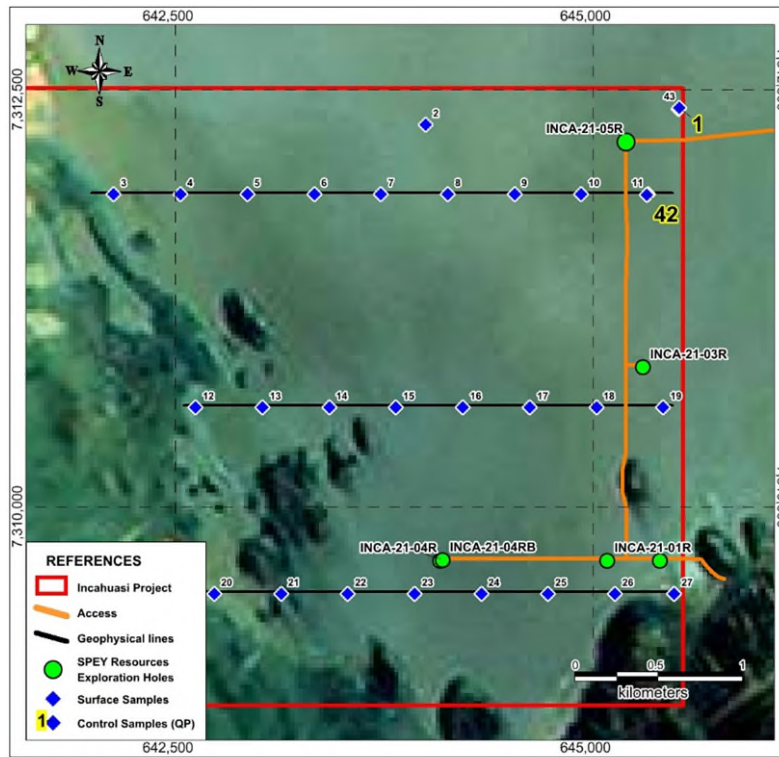 642,500 645,000
N
W E
S
7,312,500
43
1
2
INCA-21-05R
3 4 5 6 7 8 9 10 11
42
INCA-21-03R
12 13 14 15 16 17 18 19
7,310,000
INCA-21-04R INCA-21-04RB INCA-21-01R
20 21 22 23 24 25 26 27
REFERENCES
Incahuasi Project
Access
Geophysical lines
SPEY Resources
Exploration Holes
Surface Samples
1 Control Samples (QP)
0 0.5 1
kilometers
642,500 645,000